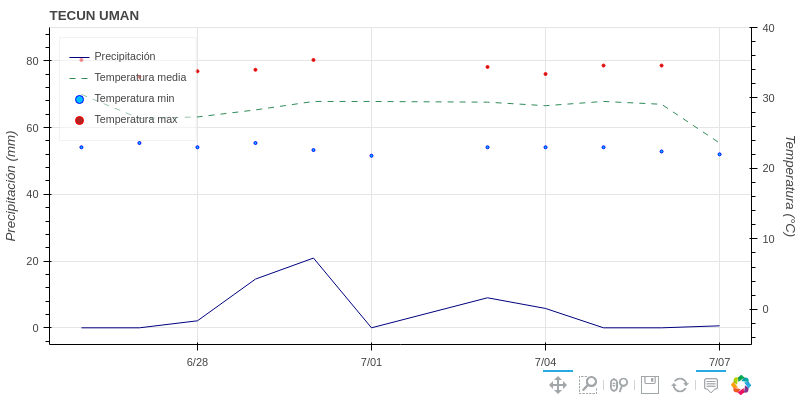 TECUN UMAN
Precipitación
Temperatura media
Temperatura min
Temperatura max
Precipitación (mm)
80
60
40
20
0
Temperatura (°C)
40
30
20
10
0
6/28
7/01
7/04
7/07